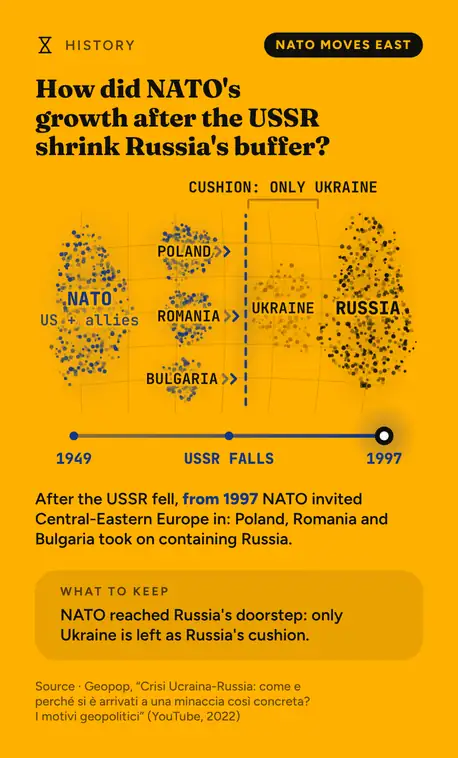 HISTORY
NATO MOVES EAST
How did NATO's
growth after the USSR
shrink Russia's buffer?
CUSHION: ONLY UKRAINE
POLAND
NATO
US + allies
ROMANIA
UKRAINE
RUSSIA
BULGARIA
1949
USSR FALLS
1997
After the USSR fell, from 1997 NATO invited
Central-Eastern Europe in: Poland, Romania and
Bulgaria took on containing Russia.
WHAT TO KEEP
NATO reached Russia's doorstep: only
Ukraine is left as Russia's cushion.
Source · Geopop, “Crisi Ucraina-Russia: come e
perché si è arrivati a una minaccia così concreta?
I motivi geopolitici” (YouTube, 2022)